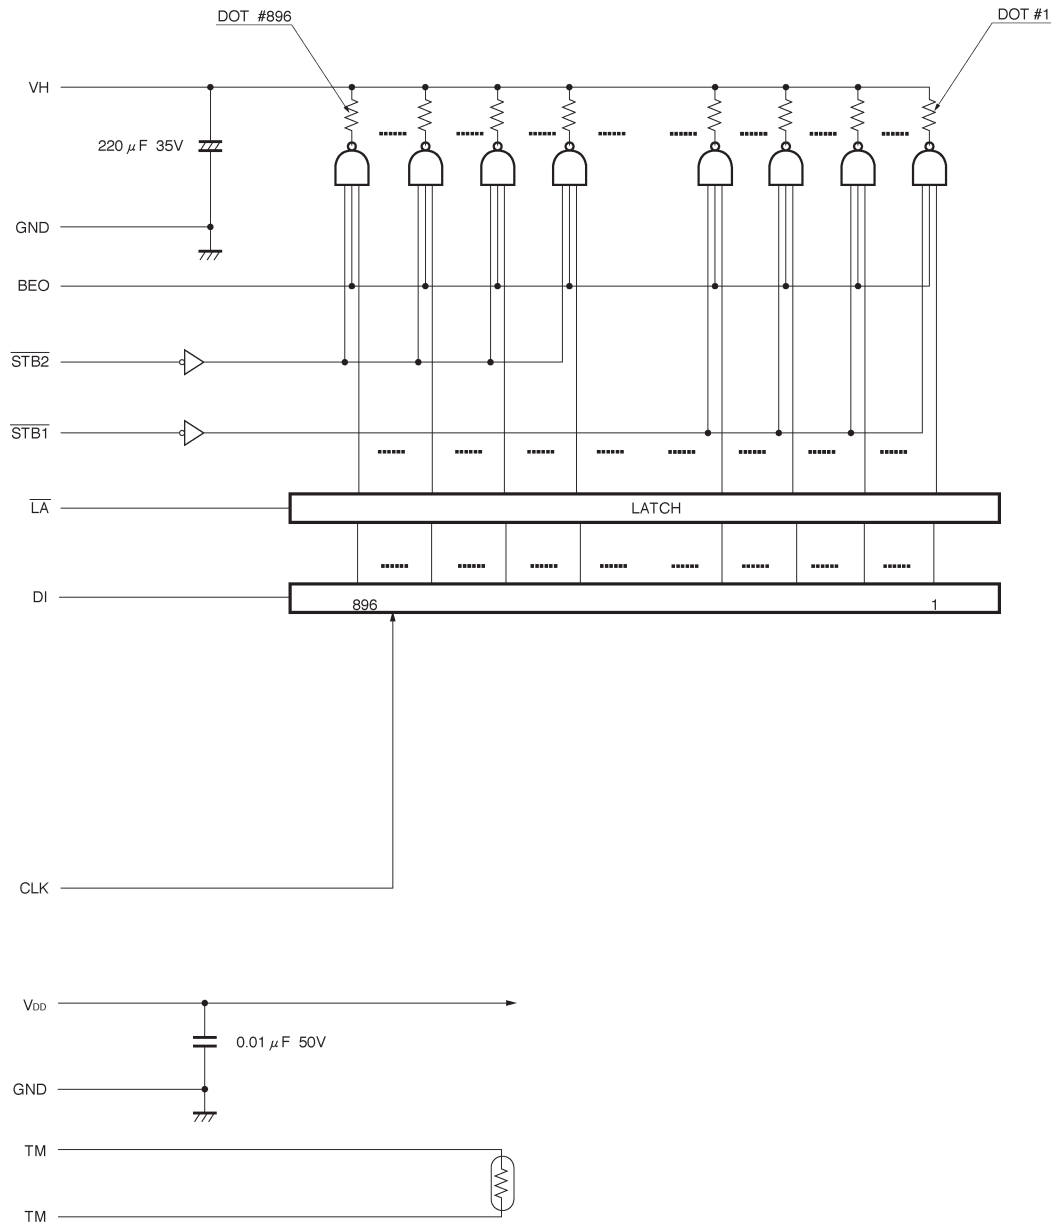 DOT #896
DOT #1
VH
220 μF 35V
GND
BEO
STB2
STB1
LA
LATCH
DI
896
1
CLK
VDD
0.01 μF 50V
GND
TM
TM